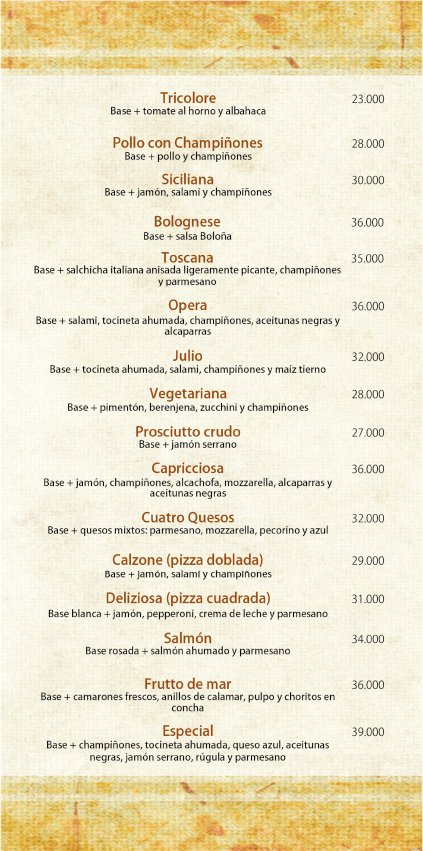 Tricolore 23.000
Base + tomate al horno y albahaca
Pollo con Champiñones 28.000
Base + pollo y champiñones
Siciliana 30.000
Base + jamón, salami y champiñones
Bolognese 36.000
Base + salsa Boloña
Toscana 35.000
Base + salchicha italiana anisada ligeramente picante, champiñones
y parmesano
Opera 36.000
Base + salami, tocineta ahumada, champiñones, aceitunas negras y
alcaparras
Julio 32.000
Base + tocineta ahumada, salami, champiñones y maíz tierno
Vegetariana 28.000
Base + pimentón, berenjena, zucchini y champiñones
Prosciutto crudo 27.000
Base + jamón serrano
Capricciosa 36.000
Base + jamón, champiñones, alcachofa, mozzarella, alcaparras y
aceitunas negras
Cuatro Quesos 32.000
Base + quesos mixtos: parmesano, mozzarella, pecorino y azul
Calzone (pizza doblada) 29.000
Base + jamón, salami y champiñones
Deliziosa (pizza cuadrada) 31.000
Base blanca + jamón, pepperoni, crema de leche y parmesano
Salmón 34.000
Base rosada + salmón ahumado y parmesano
Frutto de mar 36.000
Base + camarones frescos, anillos de calamar, pulpo y choritos en
concha
Especial 39.000
Base + champiñones, tocineta ahumada, queso azul, aceitunas
negras, jamón serrano, rúgula y parmesano